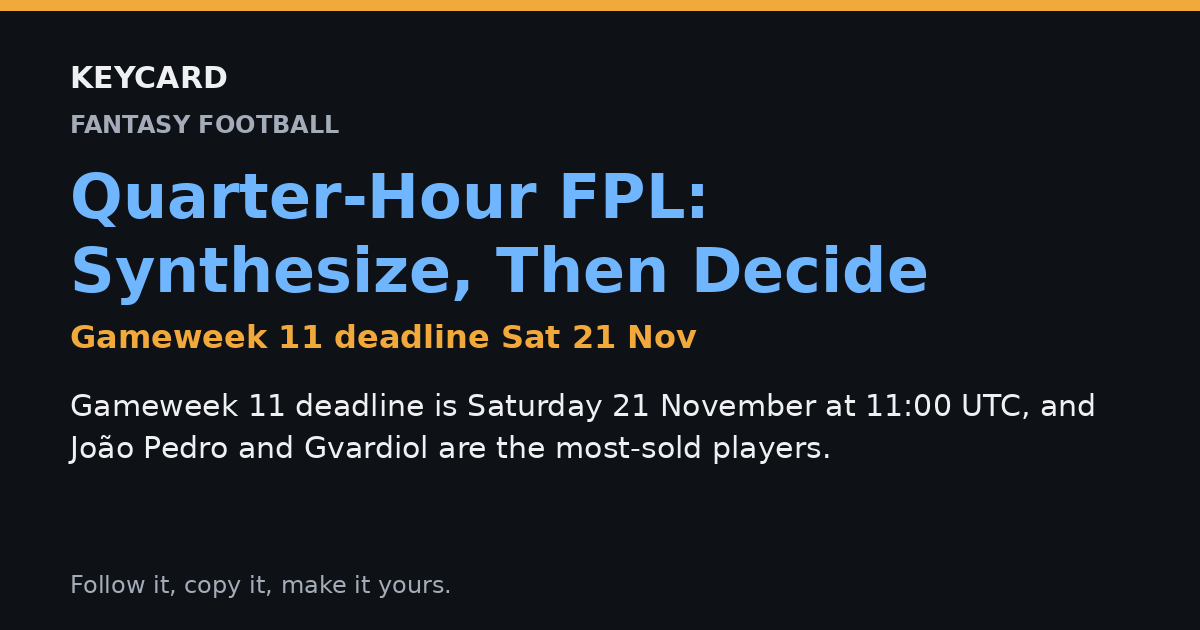 KEYCARD
FANTASY FOOTBALL
Quarter-Hour FPL:
Synthesize, Then Decide
Gameweek 11 deadline Sat 21 Nov
Gameweek 11 deadline is Saturday 21 November at 11:00 UTC, and
João Pedro and Gvardiol are the most-sold players.
Follow it, copy it, make it yours.